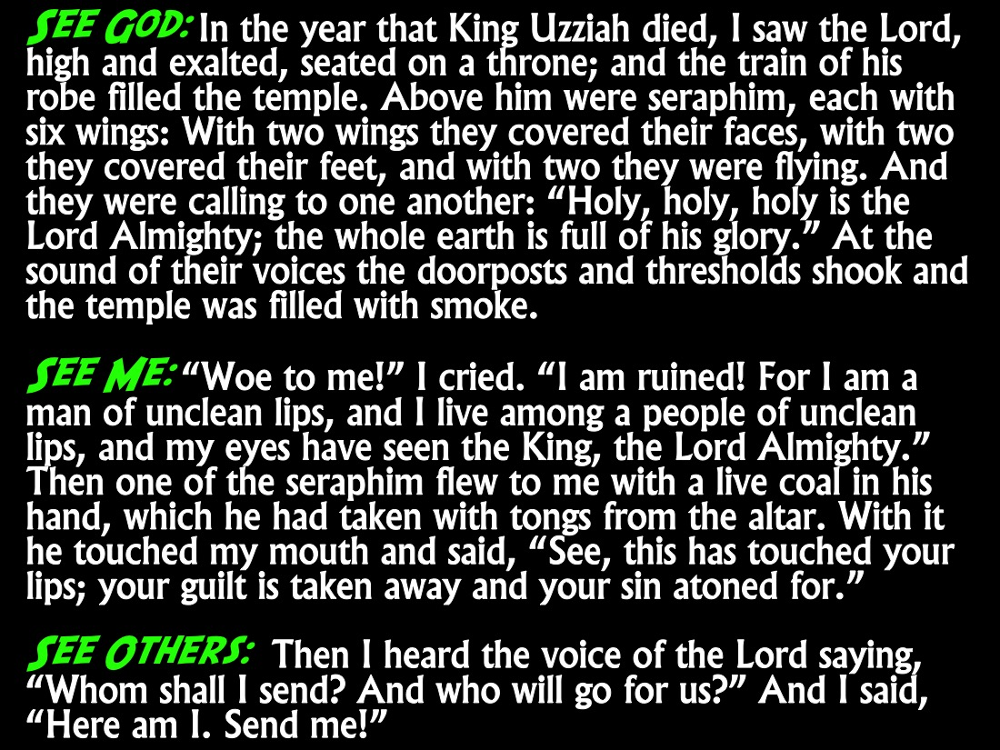 See God: In the year that King Uzziah died, I saw the Lord,
high and exalted, seated on a throne; and the train of his
robe filled the temple. Above him were seraphim, each with
six wings: With two wings they covered their faces, with two
they covered their feet, and with two they were flying. And
they were calling to one another: “Holy, holy, holy is the
Lord Almighty; the whole earth is full of his glory.” At the
sound of their voices the doorposts and thresholds shook and
the temple was filled with smoke.
See Me: “Woe to me!” I cried. “I am ruined! For I am a
man of unclean lips, and I live among a people of unclean
lips, and my eyes have seen the King, the Lord Almighty.”
Then one of the seraphim flew to me with a live coal in his
hand, which he had taken with tongs from the altar. With it
he touched my mouth and said, “See, this has touched your
lips; your guilt is taken away and your sin atoned for.”
See Others: Then I heard the voice of the Lord saying,
“Whom shall I send? And who will go for us?” And I said,
“Here am I. Send me!”